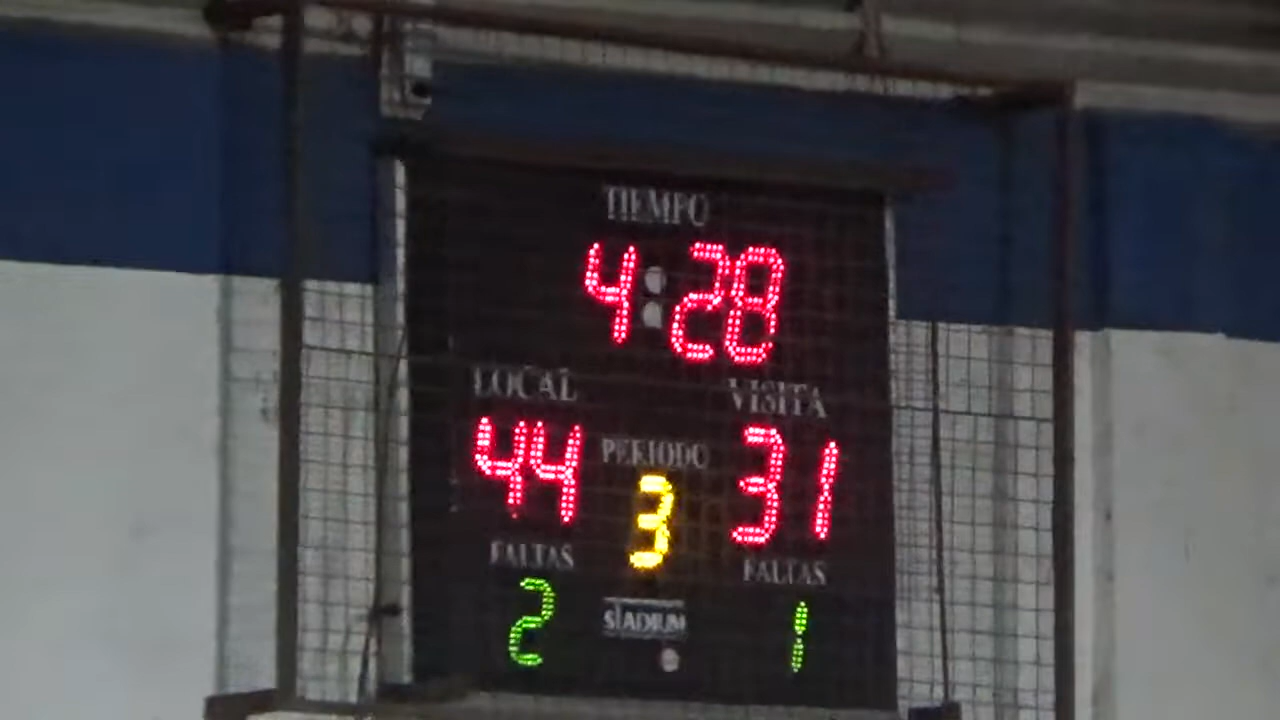 TIEMPO
4:28
LOCAL VISITA
44 PERIODO 31
3
FALTAS FALTAS
2 STADIUM 1